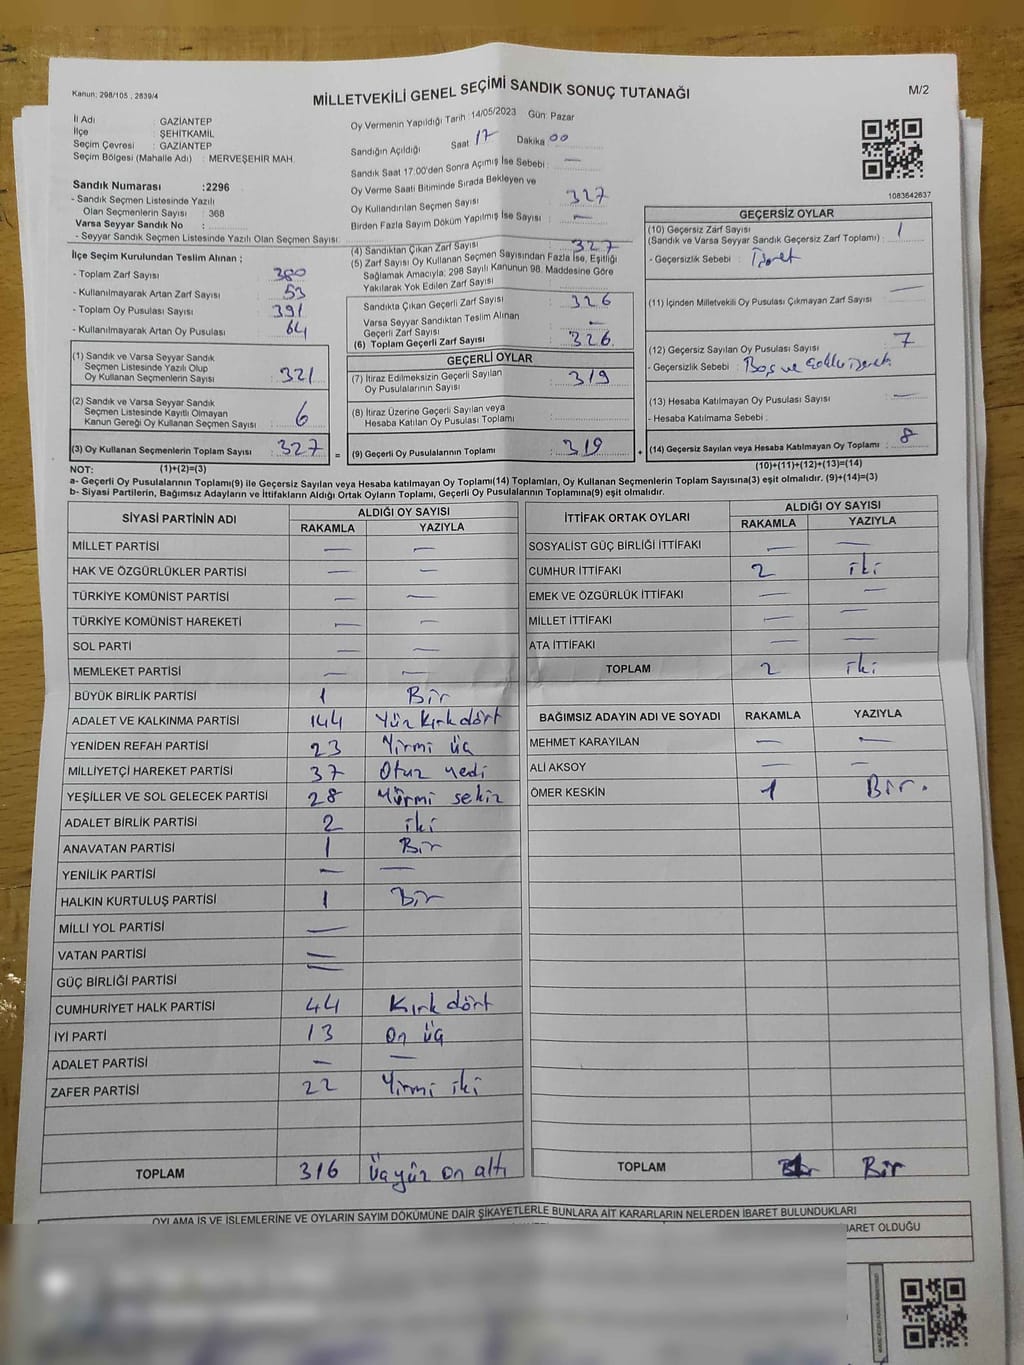 Kanun: 298/105 , 2839/4
MİLLETVEKİLİ GENEL SEÇİMİ SANDIK SONUÇ TUTANAĞI
M/2
İl Adı : GAZİANTEP
İlçe : ŞEHİTKAMİL
Seçim Çevresi : GAZİANTEP
Seçim Bölgesi (Mahalle Adı) : MERVEŞEHİR MAH.
Sandık Numarası :2296
- Sandık Seçmen Listesinde Yazılı
Olan Seçmenlerin Sayısı : 368
Varsa Seyyar Sandık No :
- Seyyar Sandık Seçmen Listesinde Yazılı Olan Seçmen Sayısı:
Oy Vermenin Yapıldığı Tarih 14/05/2023 Gün: Pazar
Sandığın Açıldığı Saat 17 Dakika 00
Sandık Saat 17:00'den Sonra Açımış İse Sebebi : —
Oy Verme Saati Bitiminde Sırada Bekleyen ve
Oy Kullandırılan Seçmen Sayısı : 327
Birden Fazla Sayım Döküm Yapılmış İse Sayısı : —
1083642637
İlçe Seçim Kurulundan Teslim Alınan ;
- Toplam Zarf Sayısı : 380
- Kullanılmayarak Artan Zarf Sayısı : 53
- Toplam Oy Pusulası Sayısı : 391
- Kullanılmayarak Artan Oy Pusulası : 64
(1) Sandık ve Varsa Seyyar Sandık
Seçmen Listesinde Yazılı Olup
Oy Kullanan Seçmenlerin Sayısı : 321
(2) Sandık ve Varsa Seyyar Sandık
Seçmen Listesinde Kayıtlı Olmayan
Kanun Gereği Oy Kullanan Seçmen Sayısı : 6
(3) Oy Kullanan Seçmenlerin Toplam Sayısı : 327 =
(4) Sandıktan Çıkan Zarf Sayısı : 327
(5) Zarf Sayısı Oy Kullanan Seçmen Sayısından Fazla İse, Eşitliği
Sağlamak Amacıyla; 298 Sayılı Kanunun 98. Maddesine Göre
Yakılarak Yok Edilen Zarf Sayısı :
Sandıkta Çıkan Geçerli Zarf Sayısı : 326
Varsa Seyyar Sandıktan Teslim Alınan
Geçerli Zarf Sayısı : —
(6) Toplam Geçerli Zarf Sayısı : 326
GEÇERLİ OYLAR
(7) İtiraz Edilmeksizin Geçerli Sayılan
Oy Pusulalarının Sayısı : 319
(8) İtiraz Üzerine Geçerli Sayılan veya
Hesaba Katılan Oy Pusulası Toplamı :
(9) Geçerli Oy Pusulalarının Toplamı : 319 +
GEÇERSİZ OYLAR
(10) Geçersiz Zarf Sayısı
(Sandık ve Varsa Seyyar Sandık Geçersiz Zarf Toplamı) : 1
- Geçersizlik Sebebi : İşaret
(11) İçinden Milletvekili Oy Pusulası Çıkmayan Zarf Sayısı : —
(12) Geçersiz Sayılan Oy Pusulası Sayısı : 7
- Geçersizlik Sebebi : Boş ve
(13) Hesaba Katılmayan Oy Pusulası Sayısı : —
- Hesaba Katılmama Sebebi :
(14) Geçersiz Sayılan veya Hesaba Katılmayan Oy Toplamı : 8
NOT: (1)+(2)=(3)
(10)+(11)+(12)+(13)=(14)
a- Geçerli Oy Pusulalarının Toplamı(9) ile Geçersiz Sayılan veya Hesaba katılmayan Oy Toplamı(14) Toplamları, Oy Kullanan Seçmenlerin Toplam Sayısına(3) eşit olmalıdır. (9)+(14)=(3)
b- Siyasi Partilerin, Bağımsız Adayların ve İttifakların Aldığı Ortak Oyların Toplamı, Geçerli Oy Pusulalarının Toplamına(9) eşit olmalıdır.
SİYASİ PARTİNİN ADI
ALDIĞI OY SAYISI
RAKAMLA YAZIYLA
MİLLET PARTİSİ — —
HAK VE ÖZGÜRLÜKLER PARTİSİ — —
TÜRKİYE KOMÜNİST PARTİSİ — —
TÜRKİYE KOMÜNİST HAREKETİ — —
SOL PARTİ — —
MEMLEKET PARTİSİ — —
BÜYÜK BİRLİK PARTİSİ 1 Bir
ADALET VE KALKINMA PARTİSİ 144 Yüz Kırk dört
YENİDEN REFAH PARTİSİ 23 Yirmi üç
MİLLİYETÇİ HAREKET PARTİSİ 37 Otuz yedi
YEŞİLLER VE SOL GELECEK PARTİSİ 28 Yirmi sekiz
ADALET BİRLİK PARTİSİ 2 iki
ANAVATAN PARTİSİ 1 Bir
YENİLİK PARTİSİ — —
HALKIN KURTULUŞ PARTİSİ 1 Bir
MİLLİ YOL PARTİSİ —
VATAN PARTİSİ —
GÜÇ BİRLİĞİ PARTİSİ —
CUMHURİYET HALK PARTİSİ 44 Kırk dört
İYİ PARTİ 13 On üç
ADALET PARTİSİ — —
ZAFER PARTİSİ 22 Yirmi iki
TOPLAM 316 Üçyüz on altı
İTTİFAK ORTAK OYLARI
ALDIĞI OY SAYISI
RAKAMLA YAZIYLA
SOSYALİST GÜÇ BİRLİĞİ İTTİFAKI — —
CUMHUR İTTİFAKI 2 iki
EMEK VE ÖZGÜRLÜK İTTİFAKI — —
MİLLET İTTİFAKI — —
ATA İTTİFAKI — —
TOPLAM 2 iki
BAĞIMSIZ ADAYIN ADI VE SOYADI RAKAMLA YAZIYLA
MEHMET KARAYILAN — —
ALİ AKSOY — —
ÖMER KESKİN 1 Bir.
TOPLAM 1 Bir
OYLAMA İŞ VE İŞLEMLERİNE VE OYLARIN SAYIM DÖKÜMÜNE DAİR ŞİKAYETLERLE BUNLARA AİT KARARLARIN NELERDEN İBARET BULUNDUKLARI
İBARET OLDUĞU